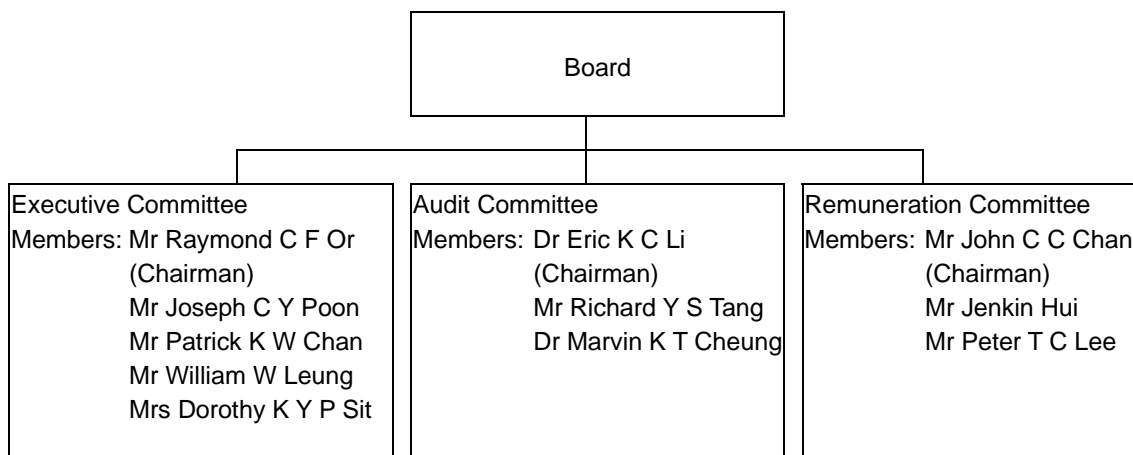 Board
Executive Committee
Members: Mr Raymond C F Or
(Chairman)
Mr Joseph C Y Poon
Mr Patrick K W Chan
Mr William W Leung
Mrs Dorothy K Y P Sit
Audit Committee
Members: Dr Eric K C Li
(Chairman)
Mr Richard Y S Tang
Dr Marvin K T Cheung
Remuneration Committee
Members: Mr John C C Chan
(Chairman)
Mr Jenkin Hui
Mr Peter T C Lee